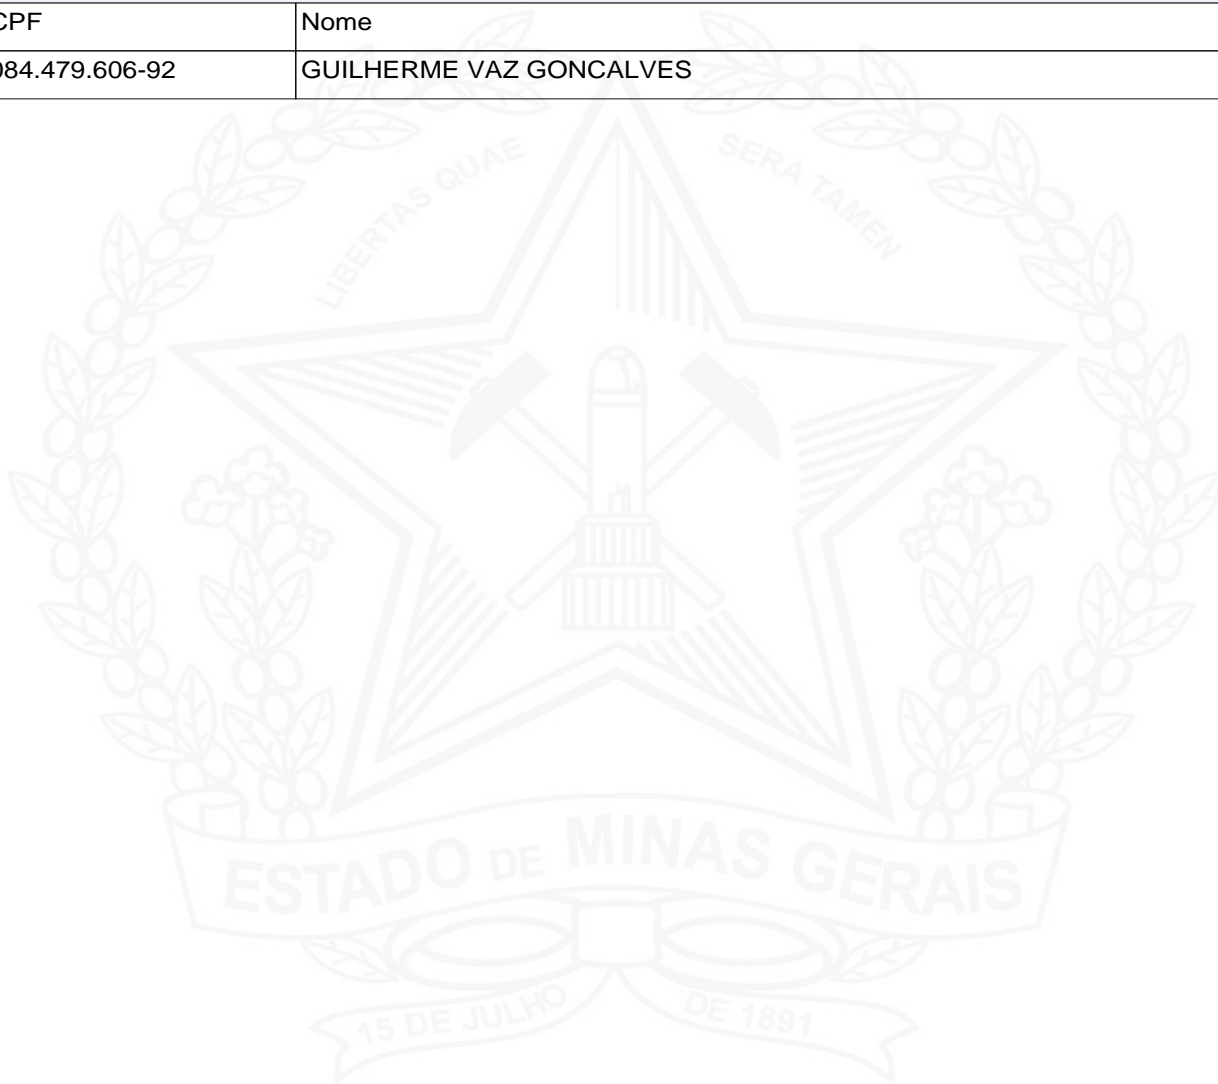 CPF Nome
084.479.606-92 GUILHERME VAZ GONCALVES
LIBERTAS QUAE SERA TAMEN
ESTADO DE MINAS GERAIS
15 DE JULHO DE 1891